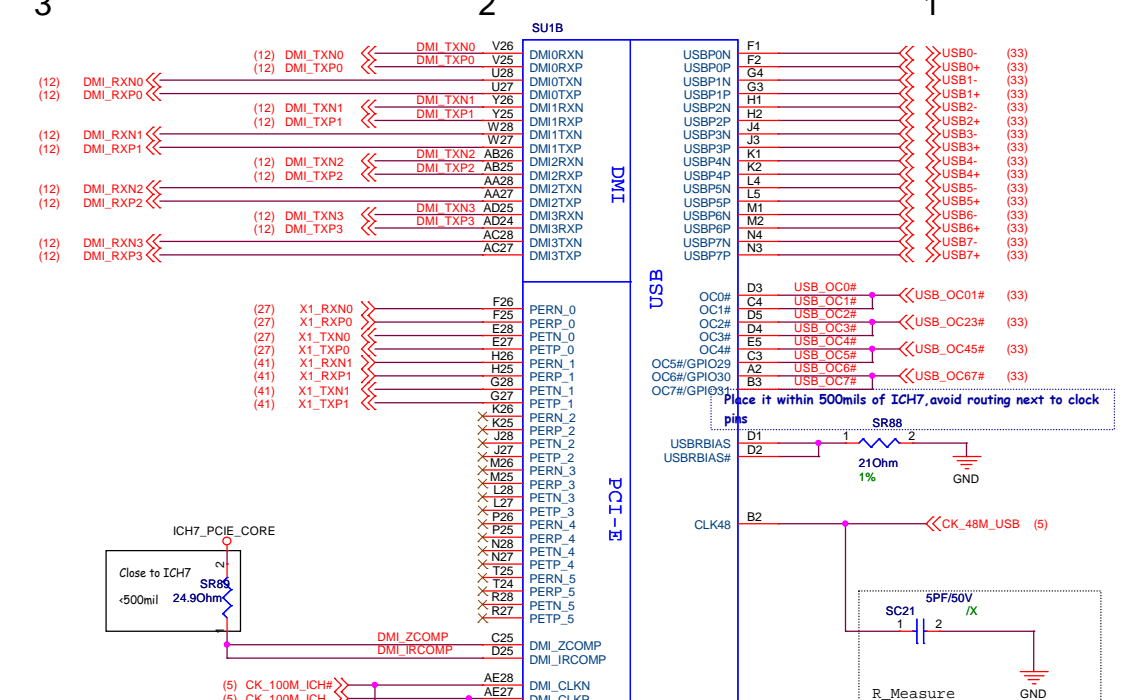 3 2 1
SU1B
(12) DMI_TXN0 DMI_TXN0 V26 DMI0RXN USBP0N F1 USB0- (33)
(12) DMI_TXP0 DMI_TXP0 V25 DMI0RXP USBP0P F2 USB0+ (33)
(12) DMI_RXN0 U28 DMI0TXN USBP1N G4 USB1- (33)
(12) DMI_RXP0 U27 DMI0TXP USBP1P G3 USB1+ (33)
(12) DMI_TXN1 DMI_TXN1 Y26 DMI1RXN USBP2N H1 USB2- (33)
(12) DMI_TXP1 DMI_TXP1 Y25 DMI1RXP USBP2P H2 USB2+ (33)
(12) DMI_RXN1 W28 DMI1TXN USBP3N J4 USB3- (33)
(12) DMI_RXP1 W27 DMI1TXP USBP3P J3 USB3+ (33)
(12) DMI_TXN2 DMI_TXN2 AB26 DMI2RXN USBP4N K1 USB4- (33)
(12) DMI_TXP2 DMI_TXP2 AB25 DMI2RXP USBP4P K2 USB4+ (33)
(12) DMI_RXN2 AA28 DMI2TXN USBP5N L4 USB5- (33)
(12) DMI_RXP2 AA27 DMI2TXP USBP5P L5 USB5+ (33)
(12) DMI_TXN3 DMI_TXN3 AD25 DMI3RXN USBP6N M1 USB6- (33)
(12) DMI_TXP3 DMI_TXP3 AD24 DMI3RXP USBP6P M2 USB6+ (33)
(12) DMI_RXN3 AC28 DMI3TXN USBP7N N4 USB7- (33)
(12) DMI_RXP3 AC27 DMI3TXP USBP7P N3 USB7+ (33)
DMI
USB
OC0# D3 USB_OC0# USB_OC01# (33)
(27) X1_RXN0 F26 PERN_0 OC1# C4 USB_OC1#
(27) X1_RXP0 F25 PERP_0 OC2# D5 USB_OC2# USB_OC23# (33)
(27) X1_TXN0 E28 PETN_0 OC3# D4 USB_OC3#
(27) X1_TXP0 E27 PETP_0 OC4# E5 USB_OC4# USB_OC45# (33)
(41) X1_RXN1 H26 PERN_1 OC5#/GPIO29 C3 USB_OC5#
(41) X1_RXP1 H25 PERP_1 OC6#/GPIO30 A2 USB_OC6# USB_OC67# (33)
(41) X1_TXN1 G28 PETN_1 OC7#/GPIO31 B3 USB_OC7#
(41) X1_TXP1 G27 PETP_1
Place it within 500mils of ICH7,avoid routing next to clock
pins
K26 PERN_2
K25 PERP_2 SR88
J28 PETN_2 USBRBIAS D1 1 2
J27 PETP_2 USBRBIAS# D2
M26 PERN_3 21Ohm
M25 PERP_3 1% GND
L28 PETN_3
L27 PETP_3
PCI-E
P26 PERN_4 CLK48 B2 CK_48M_USB (5)
P25 PERP_4
N28 PETN_4
N27 PETP_4
T25 PERN_5
T24 PERP_5
R28 PETN_5
R27 PETP_5
ICH7_PCIE_CORE
2
Close to ICH7
SR89
24.9Ohm
<500mil
1
5PF/50V
SC21 /X
1 2
DMI_ZCOMP C25 DMI_ZCOMP
DMI_IRCOMP D25 DMI_IRCOMP
(5) CK_100M_ICH# AE28 DMI_CLKN
(5) CK_100M_ICH AE27 DMI_CLKP
R_Measure GND